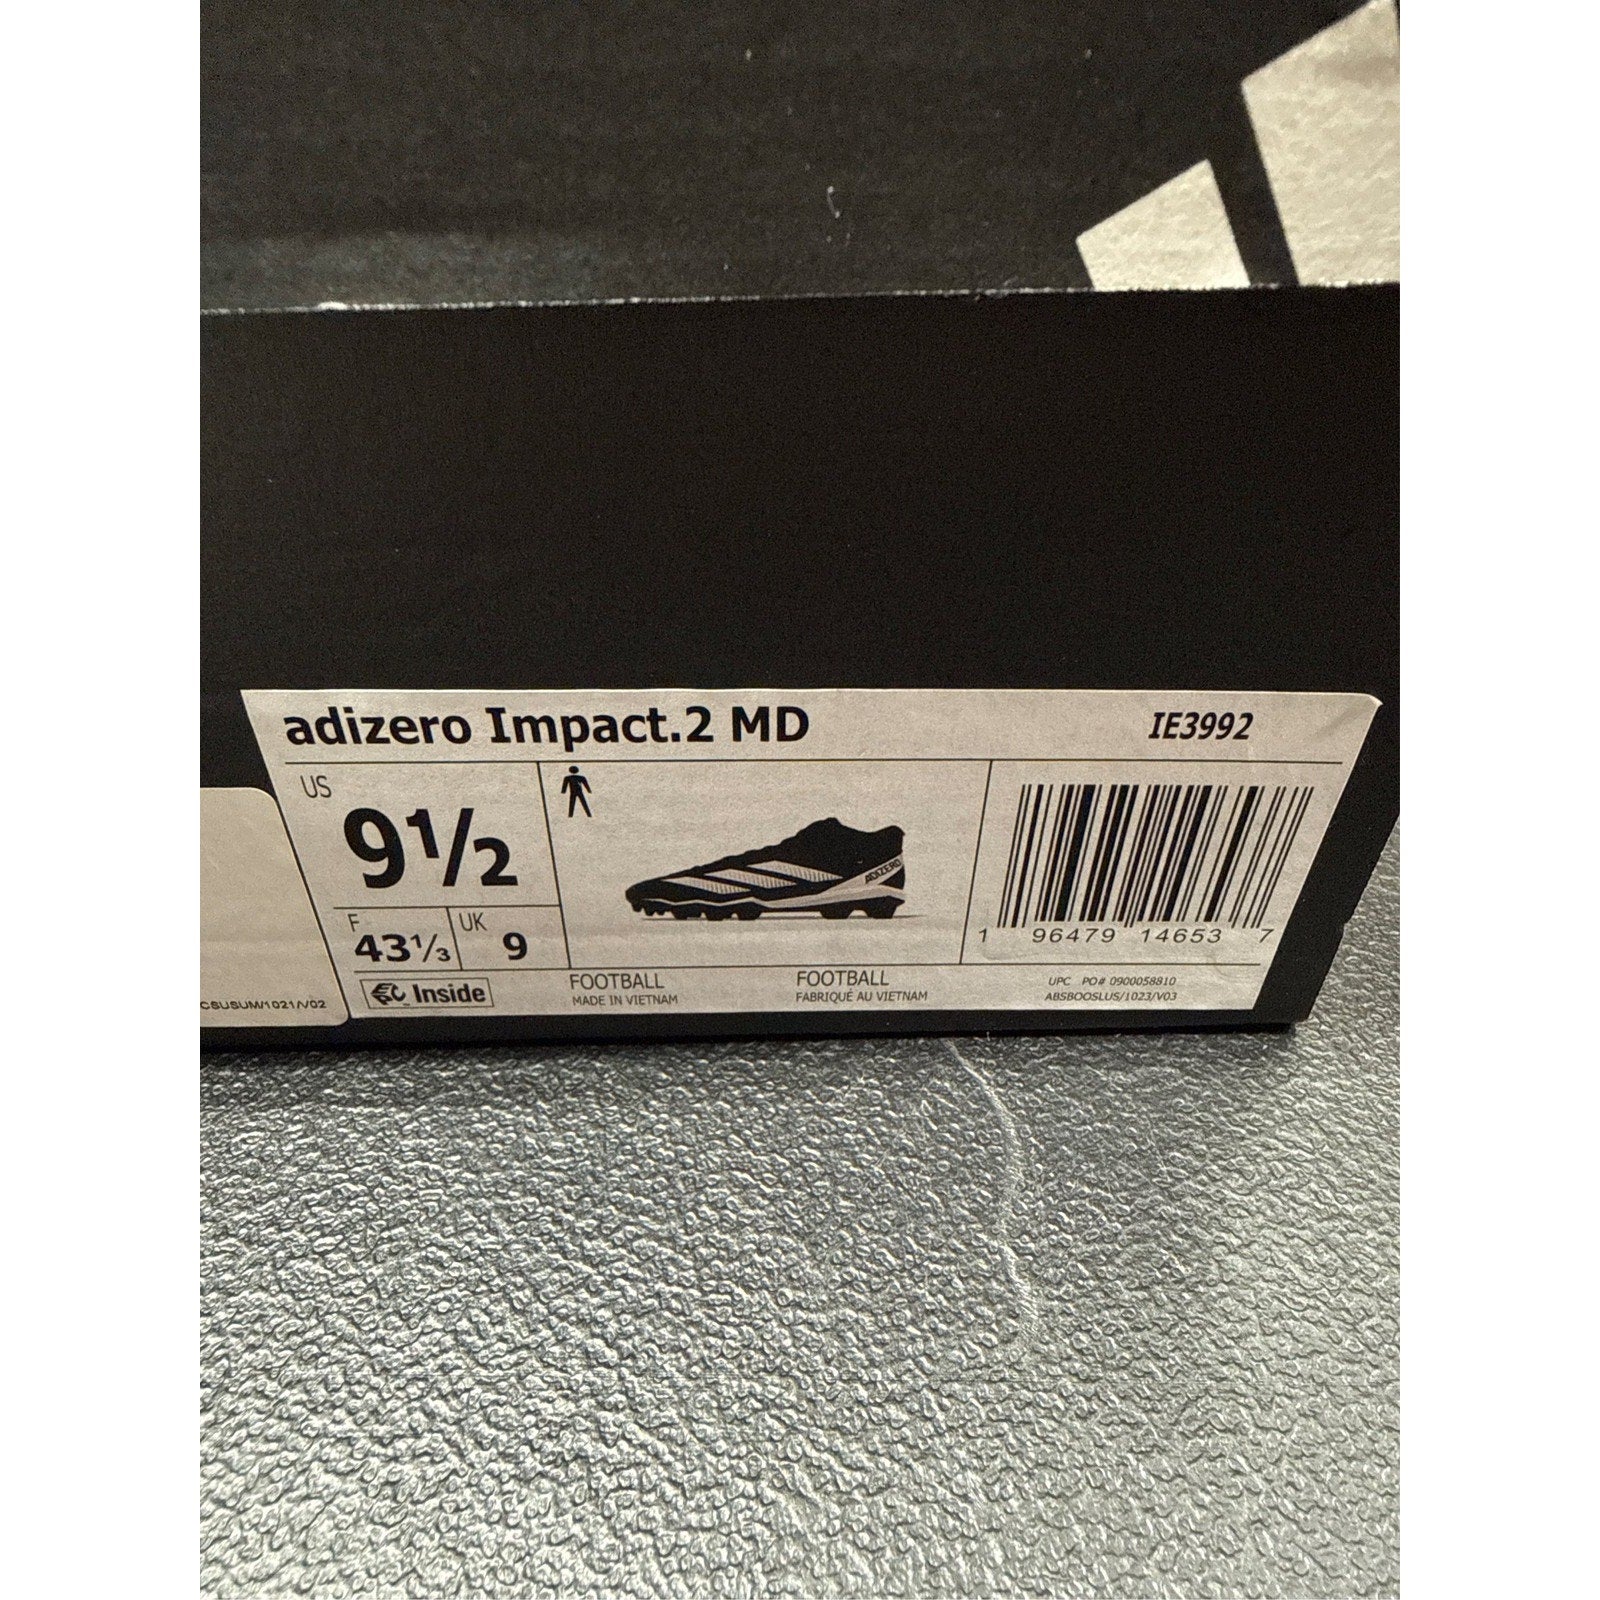 adizero Impact.2 MD
IE3992
US
9½
F
43⅓
UK
9
ADIZERO
1 96479 14653 7
Inside
FOOTBALL
MADE IN VIETNAM
FOOTBALL
FABRIQUÉ AU VIETNAM
UPC PO# 0900058810
ABSBOOSLUS/1023/V03
CSUSUM/1021/V02